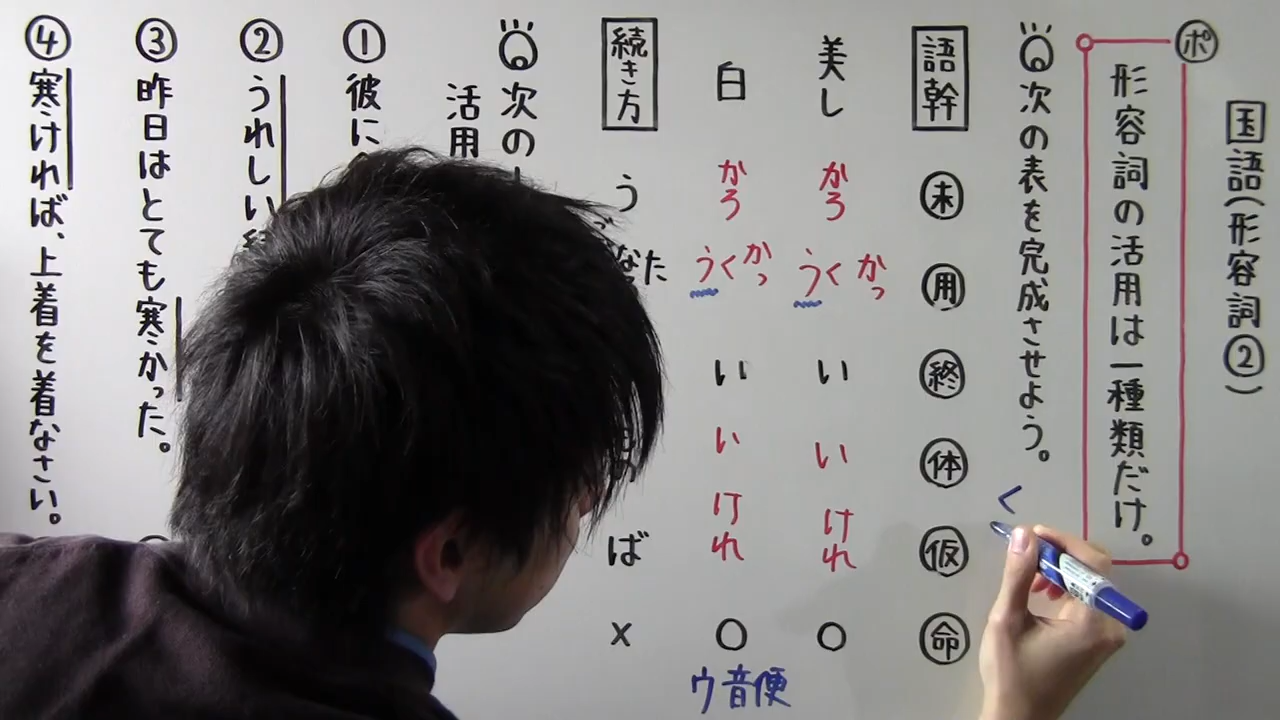 国語(形容詞②)
ポ
形容詞の活用は一種類だけ。
次の表を完成させよう。
く
語幹 未 用 終 体 仮 命
美し かろ かっ く う い い けれ ○
白 かろ かっ く う い い けれ ○
ウ音便
続き方 う た な ば ×
次の
活用
① 彼に
② うれしい
③ 昨日はとても寒かった。
④ 寒ければ、上着を着なさい。